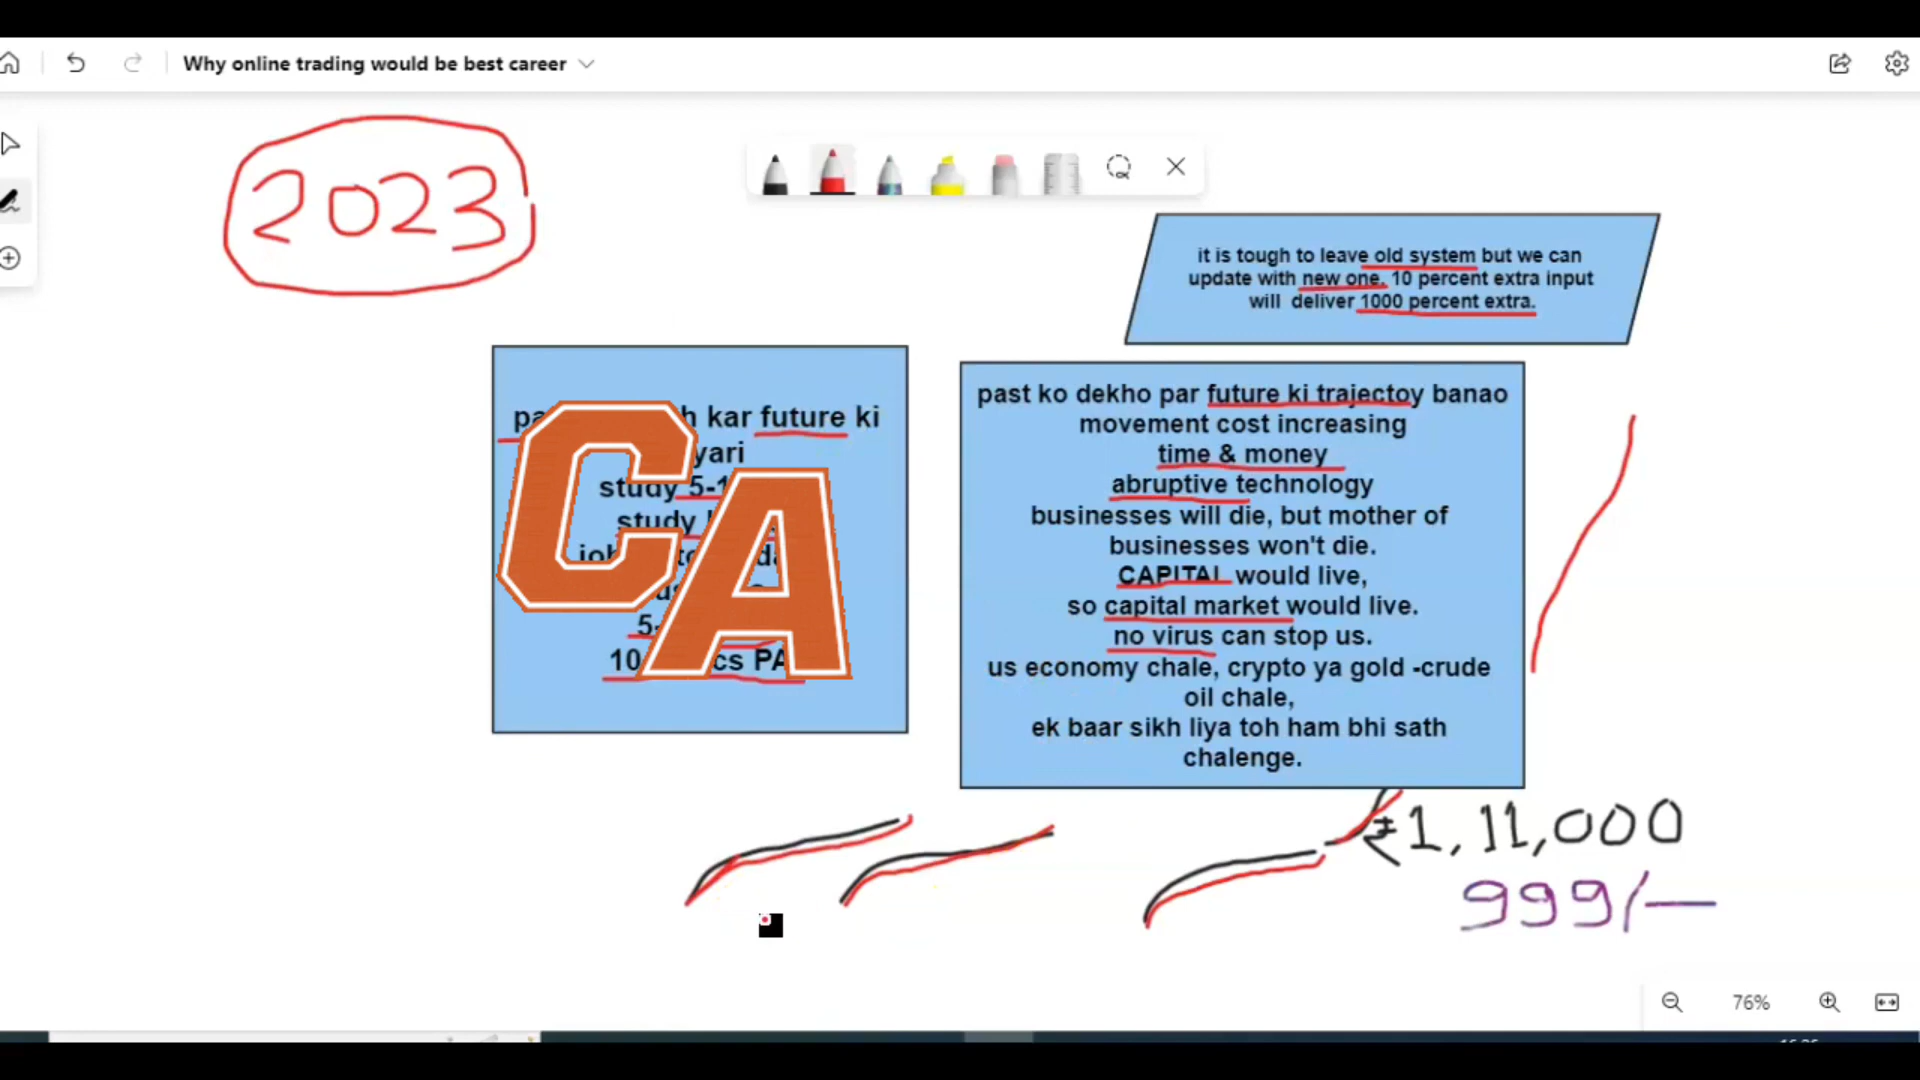 Why online trading would be best career
2023
it is tough to leave old system but we can
update with new one. 10 percent extra input
will deliver 1000 percent extra.
kar future ki
yari
study 5-1
study
5-
10 cs PA
CA
past ko dekho par future ki trajectoy banao
movement cost increasing
time & money
abruptive technology
businesses will die, but mother of
businesses won't die.
CAPITAL would live,
so capital market would live.
no virus can stop us.
us economy chale, crypto ya gold -crude
oil chale,
ek baar sikh liya toh ham bhi sath
chalenge.
₹1,11,000
999/-
76%